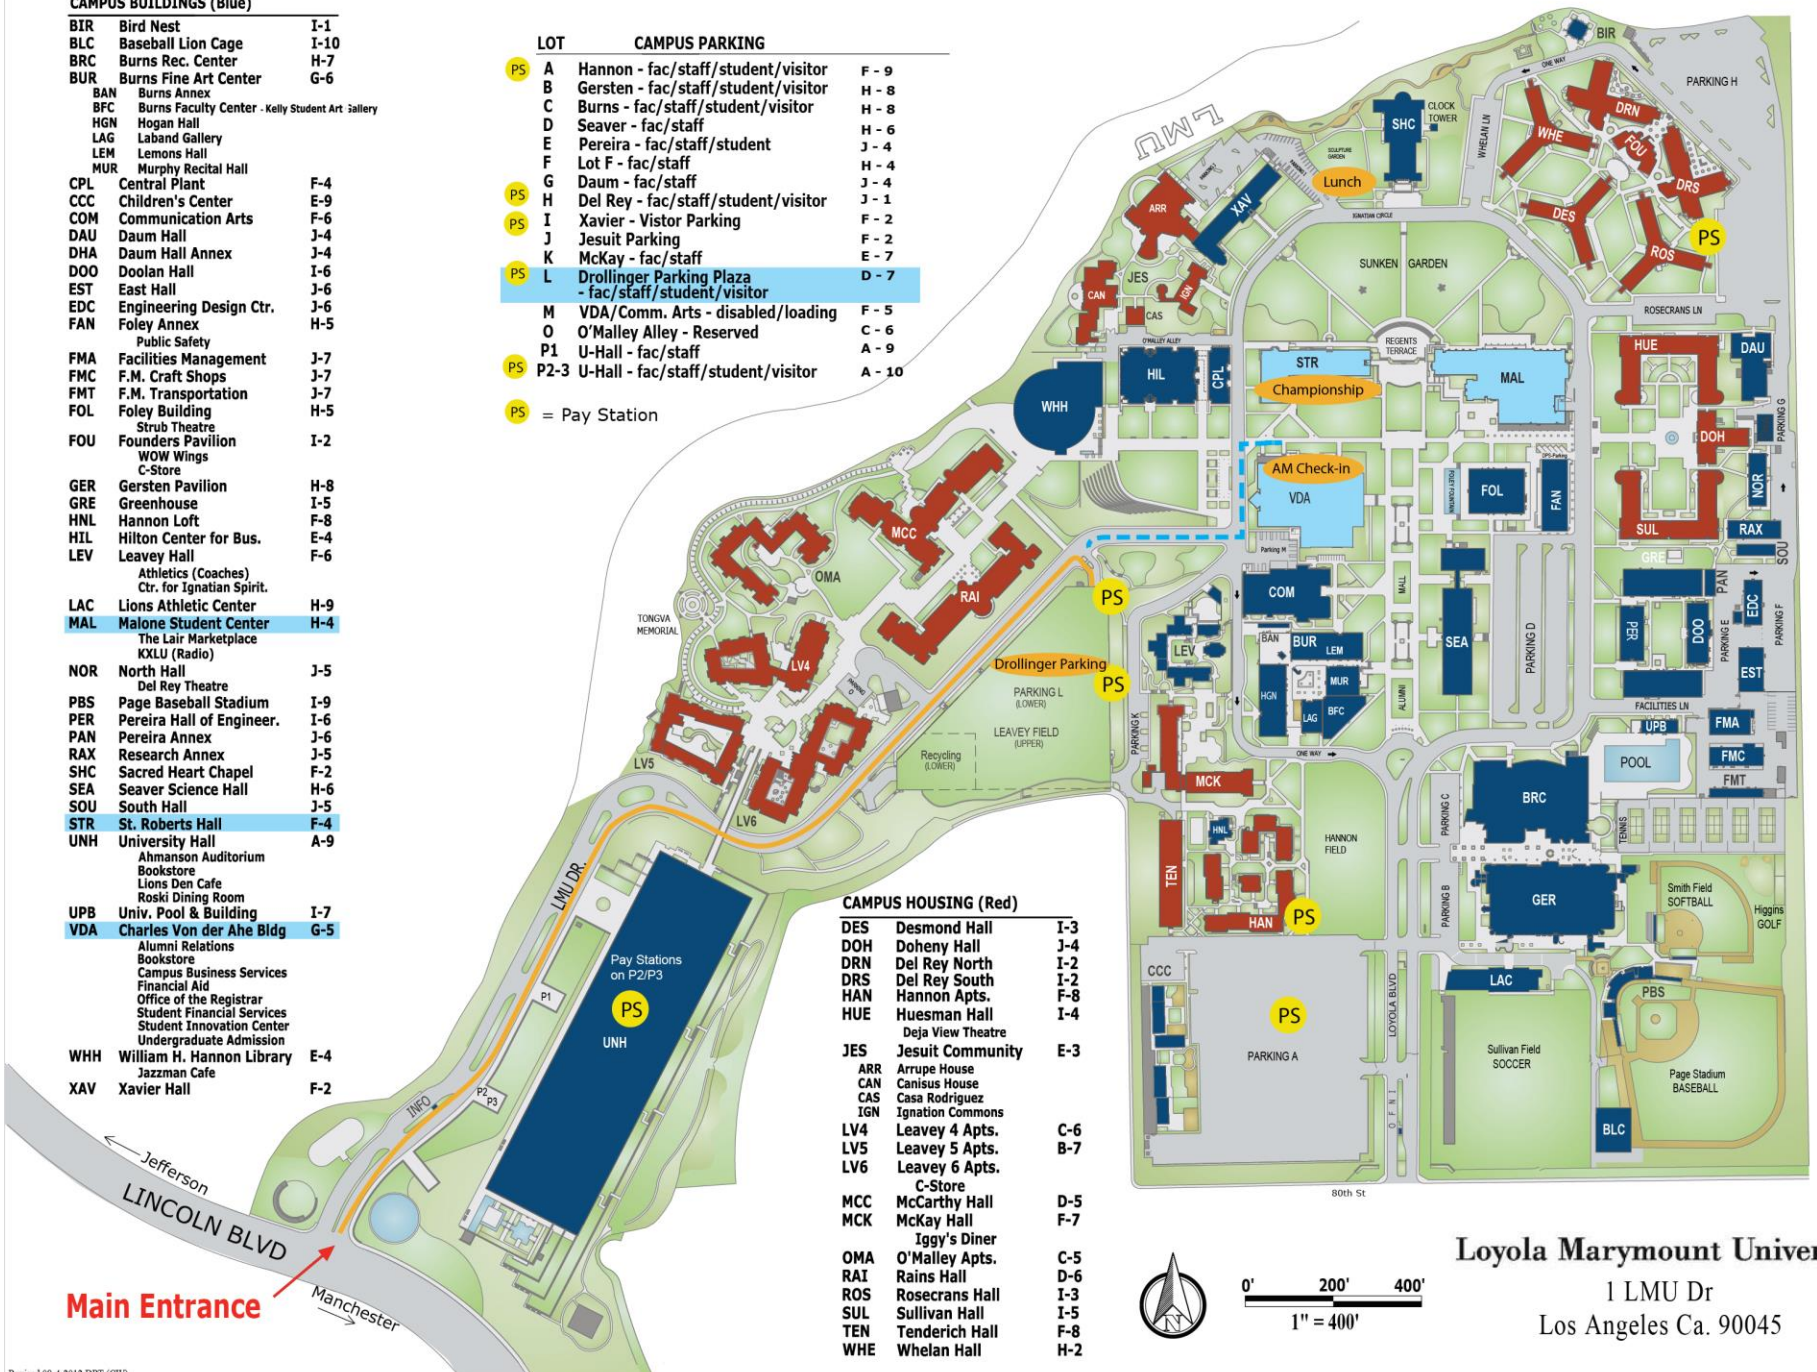 CAMPUS BUILDINGS (Blue)
BIR Bird Nest I-1
BLC Baseball Lion Cage I-10
BRC Burns Rec. Center H-7
BUR Burns Fine Art Center G-6
BAN Burns Annex
BFC Burns Faculty Center - Kelly Student Art Gallery
HGN Hogan Hall
LAG Laband Gallery
LEM Lemons Hall
MUR Murphy Recital Hall
CPL Central Plant F-4
CCC Children's Center E-9
COM Communication Arts F-6
DAU Daum Hall J-4
DHA Daum Hall Annex J-4
DOO Doolan Hall I-6
EST East Hall J-6
EDC Engineering Design Ctr. J-6
FAN Foley Annex H-5
Public Safety
FMA Facilities Management J-7
FMC F.M. Craft Shops J-7
FMT F.M. Transportation J-7
FOL Foley Building H-5
Strub Theatre
FOU Founders Pavilion I-2
WOW Wings
C-Store
GER Gersten Pavilion H-8
GRE Greenhouse I-5
HNL Hannon Loft F-8
HIL Hilton Center for Bus. E-4
LEV Leavey Hall F-6
Athletics (Coaches)
Ctr. for Ignatian Spirit.
LAC Lions Athletic Center H-9
MAL Malone Student Center H-4
The Lair Marketplace
KXLU (Radio)
NOR North Hall J-5
Del Rey Theatre
PBS Page Baseball Stadium I-9
PER Pereira Hall of Engineer. I-6
PAN Pereira Annex J-6
RAX Research Annex J-5
SHC Sacred Heart Chapel F-2
SEA Seaver Science Hall H-6
SOU South Hall J-5
STR St. Roberts Hall F-4
UNH University Hall A-9
Ahmanson Auditorium
Bookstore
Lions Den Cafe
Roski Dining Room
UPB Univ. Pool & Building I-7
VDA Charles Von der Ahe Bldg G-5
Alumni Relations
Bookstore
Campus Business Services
Financial Aid
Office of the Registrar
Student Financial Services
Student Innovation Center
Undergraduate Admission
WHH William H. Hannon Library E-4
Jazzman Cafe
XAV Xavier Hall F-2
LOT CAMPUS PARKING
PS A Hannon - fac/staff/student/visitor F - 9
B Gersten - fac/staff/student/visitor H - 8
C Burns - fac/staff/student/visitor H - 8
D Seaver - fac/staff H - 6
E Pereira - fac/staff/student J - 4
F Lot F - fac/staff H - 4
G Daum - fac/staff J - 4
PS H Del Rey - fac/staff/student/visitor J - 1
PS I Xavier - Vistor Parking F - 2
J Jesuit Parking F - 2
K McKay - fac/staff E - 7
PS L Drollinger Parking Plaza D - 7
- fac/staff/student/visitor
M VDA/Comm. Arts - disabled/loading F - 5
O O'Malley Alley - Reserved C - 6
P1 U-Hall - fac/staff A - 9
PS P2-3 U-Hall - fac/staff/student/visitor A - 10
PS = Pay Station
CAMPUS HOUSING (Red)
DES Desmond Hall I-3
DOH Doheny Hall J-4
DRN Del Rey North I-2
DRS Del Rey South I-2
HAN Hannon Apts. F-8
HUE Huesman Hall I-4
Deja View Theatre
JES Jesuit Community E-3
ARR Arrupe House
CAN Canisus House
CAS Casa Rodriguez
IGN Ignation Commons
LV4 Leavey 4 Apts. C-6
LV5 Leavey 5 Apts. B-7
LV6 Leavey 6 Apts.
C-Store
MCC McCarthy Hall D-5
MCK McKay Hall F-7
Iggy's Diner
OMA O'Malley Apts. C-5
RAI Rains Hall D-6
ROS Rosecrans Hall I-3
SUL Sullivan Hall I-5
TEN Tenderich Hall F-8
WHE Whelan Hall H-2
BIR
ONE WAY
PARKING H
LMU
SHC
CLOCK
TOWER
WHELAN LN
DRN
WHE
FOU
DRS
DES
ROS
PS
SCULPTURE
GARDEN
Lunch
XAV
ARR
IGNATIAN CIRCLE
SUNKEN GARDEN
JES
CAN
IGN
CAS
ROSECRANS LN
O'MALLEY ALLEY
REGENTS
TERRACE
HIL
CPL
STR
Championship
MAL
HUE
DAU
DOH
PARKING G
WHH
AM Check-in
VDA
FOLEY FOUNTAIN
FOL
FAN
NOR
SUL
RAX
SOU
MCC
OMA
RAI
PS
Parking M
COM
MALL
GRE
PAN
EDC
PARKING F
TONGVA
MEMORIAL
LV4
PARKING O
Drollinger Parking
PS
PARKING L
(LOWER)
LEAVEY FIELD
(UPPER)
Recycling
(LOWER)
LEV
BAN
BUR
LEM
HGN
MUR
LAG
BFC
ALUMNI
SEA
PARKING D
PER
DOO
PARKING E
EST
PARKING K
ONE WAY
FACILITIES LN
UPB
FMA
FMC
FMT
POOL
LV5
LV6
MCK
HNL
TEN
HAN
PS
HANNON
FIELD
PARKING C
BRC
TENNIS
PARKING B
GER
Smith Field
SOFTBALL
Higgins
GOLF
LMU DR.
Pay Stations
on P2/P3
PS
UNH
P1
P2
P3
INFO
CCC
PS
PARKING A
LOYOLA BLVD
INFO
LAC
PBS
Sullivan Field
SOCCER
Page Stadium
BASEBALL
BLC
80th St
Jefferson
LINCOLN BLVD
Manchester
Main Entrance
N
0' 200' 400'
1" = 400'
Loyola Marymount Univer
1 LMU Dr
Los Angeles Ca. 90045